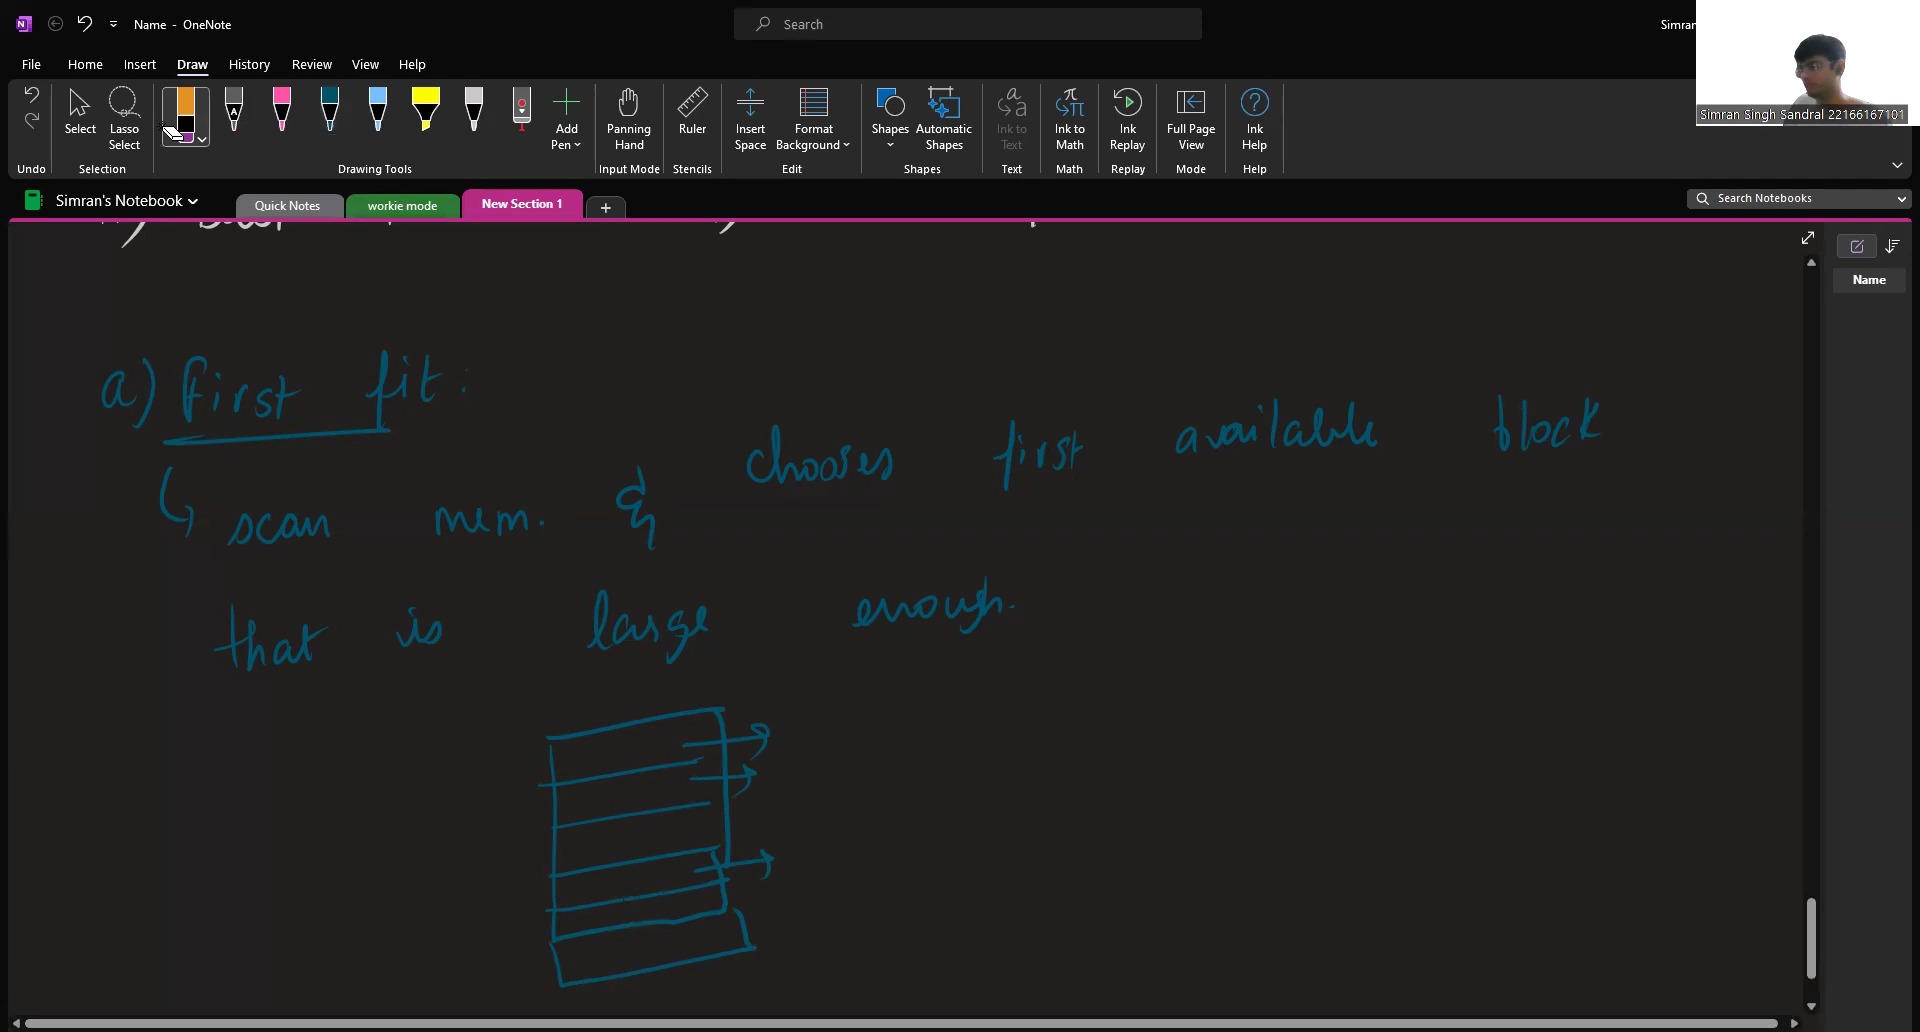 Name - OneNote
Search
Simran
File Home Insert Draw History Review View Help
Select
Lasso Select
Add Pen
Panning Hand
Ruler
Insert Space
Format Background
Shapes
Automatic Shapes
Ink to Text
Ink to Math
Ink Replay
Full Page View
Ink Help
Undo Selection Drawing Tools Input Mode Stencils Edit Shapes Text Math Replay Mode Help
Simran Singh Sandral 22166167101
Simran's Notebook Quick Notes workie mode New Section 1
Search Notebooks
Name
a) first fit:
scan mem. & chooses first available block
that is large enough.